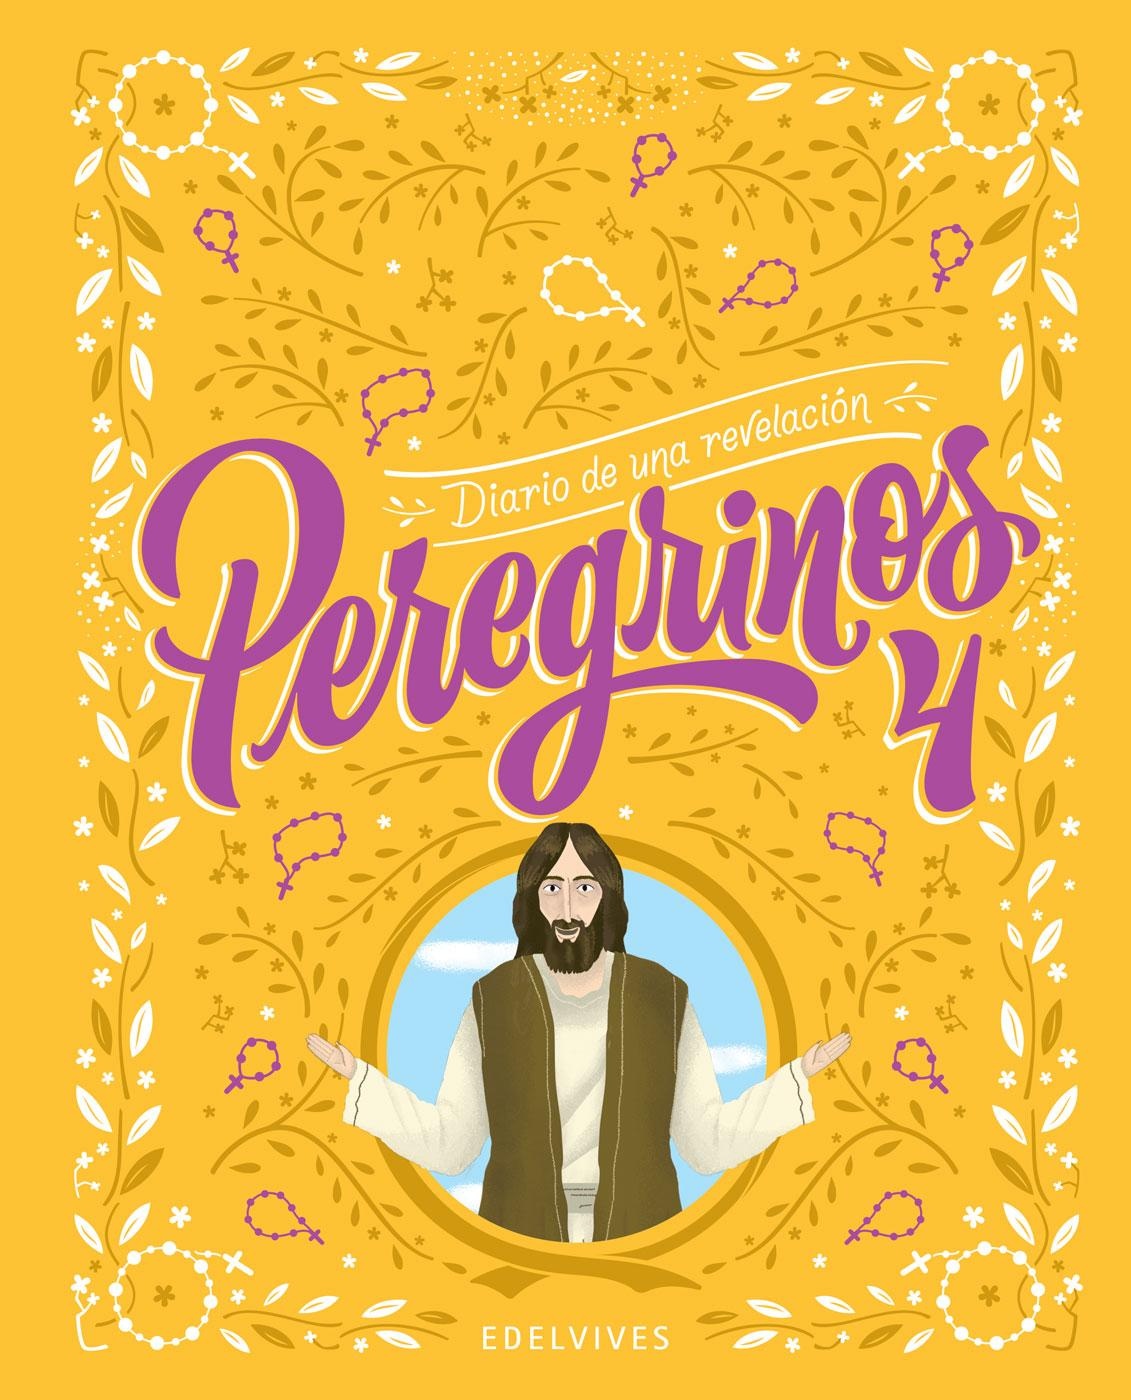 Diario de una revelación
Peregrinos
4
EDELVIVES